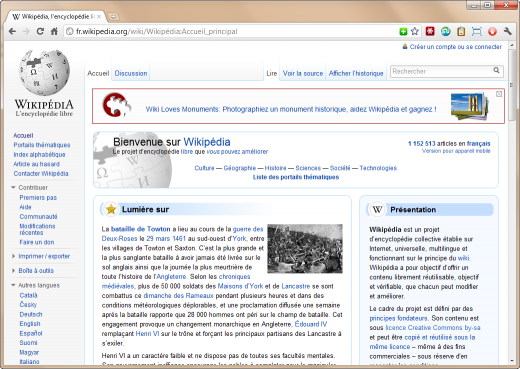 Wikipédia, l'encyclopédie lib
fr.wikipedia.org/wiki/Wikipédia:Accueil_principal
Créer un compte ou se connecter
Accueil Discussion Lire Voir la source Afficher l'historique Rechercher
WIKIPÉDIA
L'encyclopédie libre
Wiki Loves Monuments: Photographiez un monument historique, aidez Wikipédia et gagnez !
Accueil
Portails thématiques
Index alphabétique
Article au hasard
Contacter Wikipédia
Contribuer
Premiers pas
Aide
Communauté
Modifications
récentes
Faire un don
Imprimer / exporter
Boîte à outils
Autres langues
Català
Česky
Deutsch
English
Español
Suomi
Magyar
Italiano
Bienvenue sur Wikipédia
Le projet d'encyclopédie libre que vous pouvez améliorer
1 152 513 articles en français
Version pour appareil mobile
Culture — Géographie — Histoire — Sciences — Société — Technologies
Liste des portails thématiques
Lumière sur
La bataille de Towton a lieu au cours de la guerre des
Deux-Roses le 29 mars 1461 au sud-ouest d'York, entre
les villages de Towton et Saxton. C'est la plus grande et
la plus sanglante bataille à avoir jamais été livrée sur le
sol anglais ainsi que la journée la plus meurtrière de
toute l'histoire de l'Angleterre. Selon les chroniques
médiévales, plus de 50 000 soldats des Maisons d'York et de Lancastre se sont
combattus ce dimanche des Rameaux pendant plusieurs heures et dans des
conditions météorologiques déplorables, et une proclamation diffusée une semaine
après la bataille rapporte que 28 000 hommes ont péri sur le champ de bataille. Cet
engagement provoque un changement monarchique en Angleterre, Édouard IV
remplaçant Henri VI sur le trône et forçant les principaux partisans des Lancastre à
s'exiler.
Henri VI a un caractère faible et ne dispose pas de toutes ses facultés mentales.
Présentation
Wikipédia est un projet
d'encyclopédie collective établie sur
Internet, universelle, multilingue et
fonctionnant sur le principe du wiki.
Wikipédia a pour objectif d'offrir un
contenu librement réutilisable, objectif
et vérifiable, que chacun peut modifier
et améliorer.
Le cadre du projet est défini par des
principes fondateurs. Son contenu est
sous licence Creative Commons by-sa
et peut être copié et réutilisé sous la
même licence – même à des fins
commerciales – sous réserve d'en